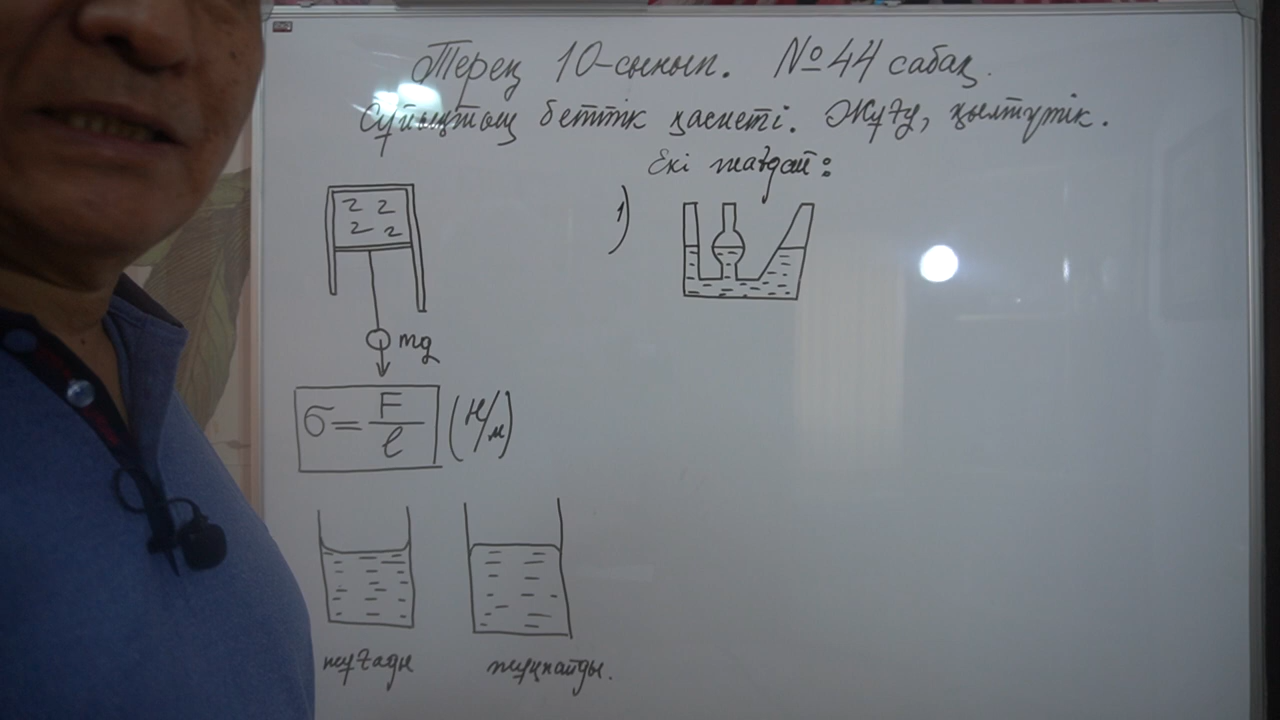 Терең 10-сынып. №44 сабақ.
Сұйықтың беттік қасиеті. Жұғу, қылтүтік.
Екі жағдай:
1)
mg
σ = F / l (Н/м)
жұғады
жұқпайды.